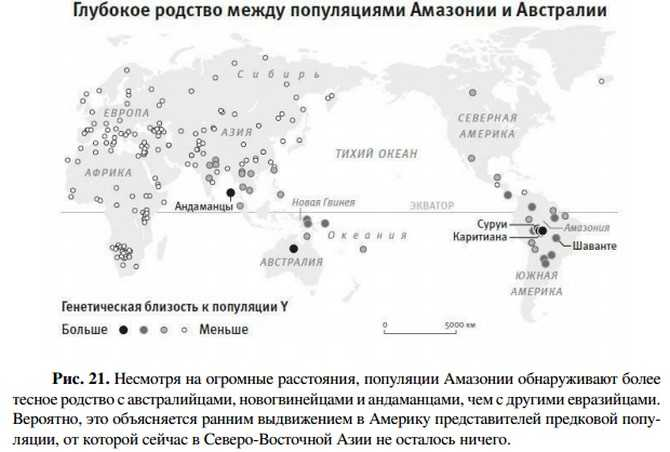 Глубокое родство между популяциями Амазонии и Австралии
Сибирь
ЕВРОПА
АЗИЯ
СЕВЕРНАЯ
АМЕРИКА
ТИХИЙ ОКЕАН
АФРИКА
Андаманцы
Новая Гвинея
ЭКВАТОР
Океания
Суруи
Каритиана
Амазония
Шаванте
АВСТРАЛИЯ
ЮЖНАЯ
АМЕРИКА
Генетическая близость к популяции Y
Больше Меньше
0 5000 км
Рис. 21. Несмотря на огромные расстояния, популяции Амазонии обнаруживают более
тесное родство с австралийцами, новогвинейцами и андаманцами, чем с другими евразийцами.
Вероятно, это объясняется ранним выдвижением в Америку представителей предковой попу-
ляции, от которой сейчас в Северо-Восточной Азии не осталось ничего.